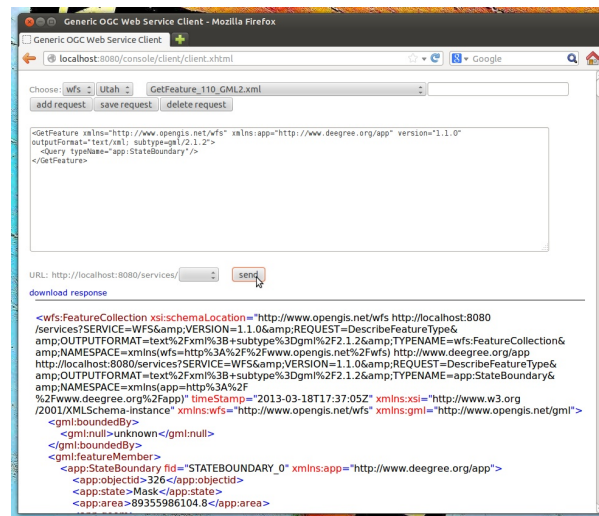 Generic OGC Web Service Client - Mozilla Firefox
Generic OGC Web Service Client
localhost:8080/console/client/client.xhtml
Google
Choose: wfs Utah GetFeature_110_GML2.xml
add request save request delete request
<GetFeature xmlns="http://www.opengis.net/wfs" xmlns:app="http://www.deegree.org/app" version="1.1.0"
outputFormat="text/xml; subtype=gml/2.1.2">
<Query typeName="app:StateBoundary"/>
</GetFeature>
URL: http://localhost:8080/services/ send
download response
<wfs:FeatureCollection xsi:schemaLocation="http://www.opengis.net/wfs http://localhost:8080
/services?SERVICE=WFS&amp;VERSION=1.1.0&amp;REQUEST=DescribeFeatureType&
amp;OUTPUTFORMAT=text%2Fxml%3B+subtype%3Dgml%2F2.1.2&amp;TYPENAME=wfs:FeatureCollection&
amp;NAMESPACE=xmlns(wfs=http%3A%2F%2Fwww.opengis.net%2Fwfs) http://www.deegree.org/app
http://localhost:8080/services?SERVICE=WFS&amp;VERSION=1.1.0&amp;REQUEST=DescribeFeatureType&
amp;OUTPUTFORMAT=text%2Fxml%3B+subtype%3Dgml%2F2.1.2&amp;TYPENAME=app:StateBoundary&
amp;NAMESPACE=xmlns(app=http%3A%2F
%2Fwww.deegree.org%2Fapp)" timeStamp="2013-03-18T17:37:05Z" xmlns:xsi="http://www.w3.org
/2001/XMLSchema-instance" xmlns:wfs="http://www.opengis.net/wfs" xmlns:gml="http://www.opengis.net/gml">
<gml:boundedBy>
<gml:null>unknown</gml:null>
</gml:boundedBy>
<gml:featureMember>
<app:StateBoundary fid="STATEBOUNDARY_0" xmlns:app="http://www.deegree.org/app">
<app:objectid>326</app:objectid>
<app:state>Mask</app:state>
<app:area>89355986104.8</app:area>